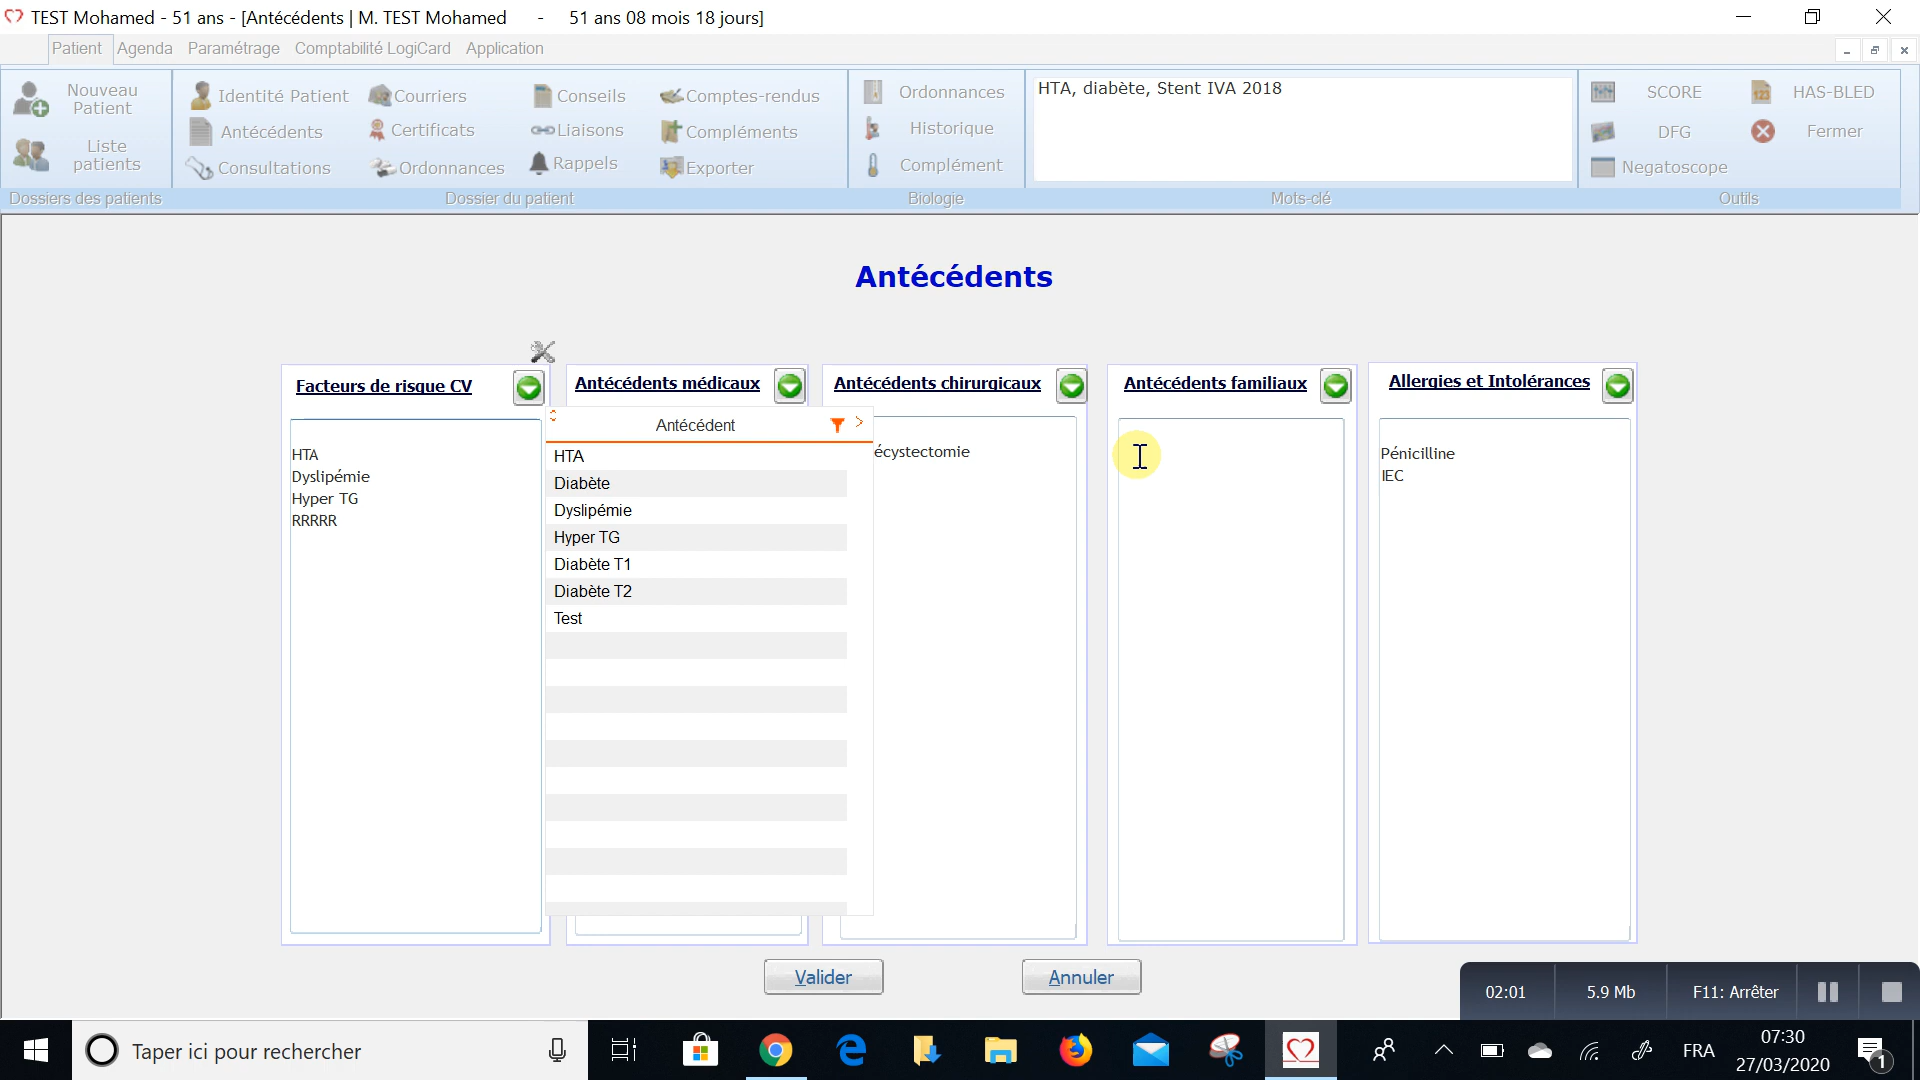 TEST Mohamed - 51 ans - [Antécédents | M. TEST Mohamed - 51 ans 08 mois 18 jours]
Patient Agenda Paramétrage Comptabilité LogiCard Application
Nouveau Patient
Liste patients
Dossiers des patients
Identité Patient
Antécédents
Consultations
Courriers
Certificats
Ordonnances
Conseils
Liaisons
Rappels
Comptes-rendus
Compléments
Exporter
Dossier du patient
Ordonnances
Historique
Complément
Biologie
HTA, diabète, Stent IVA 2018
Mots-clé
SCORE
DFG
Negatoscope
HAS-BLED
Fermer
Outils
Antécédents
Facteurs de risque CV
HTA
Dyslipémie
Hyper TG
RRRRR
Antécédents médicaux
Antécédent
HTA
Diabète
Dyslipémie
Hyper TG
Diabète T1
Diabète T2
Test
Antécédents chirurgicaux
écystectomie
Antécédents familiaux
Allergies et Intolérances
Pénicilline
IEC
Valider
Annuler
02:01
5.9 Mb
F11: Arrêter
Taper ici pour rechercher
FRA
07:30
27/03/2020
1